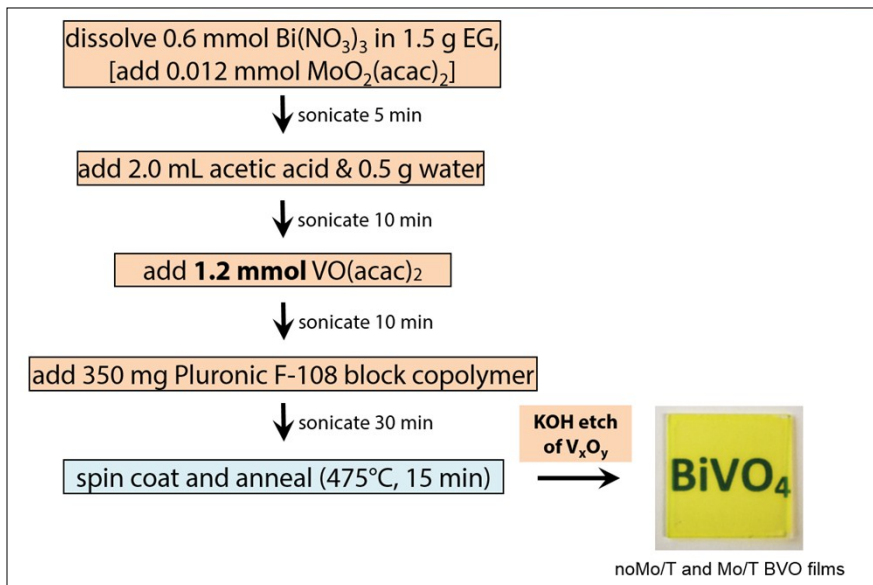 dissolve 0.6 mmol Bi(NO₃)₃ in 1.5 g EG,
[add 0.012 mmol MoO₂(acac)₂]
sonicate 5 min
add 2.0 mL acetic acid & 0.5 g water
sonicate 10 min
add 1.2 mmol VO(acac)₂
sonicate 10 min
add 350 mg Pluronic F-108 block copolymer
sonicate 30 min
KOH etch
of VₓOᵧ
spin coat and anneal (475°C, 15 min)
BiVO₄
noMo/T and Mo/T BVO films